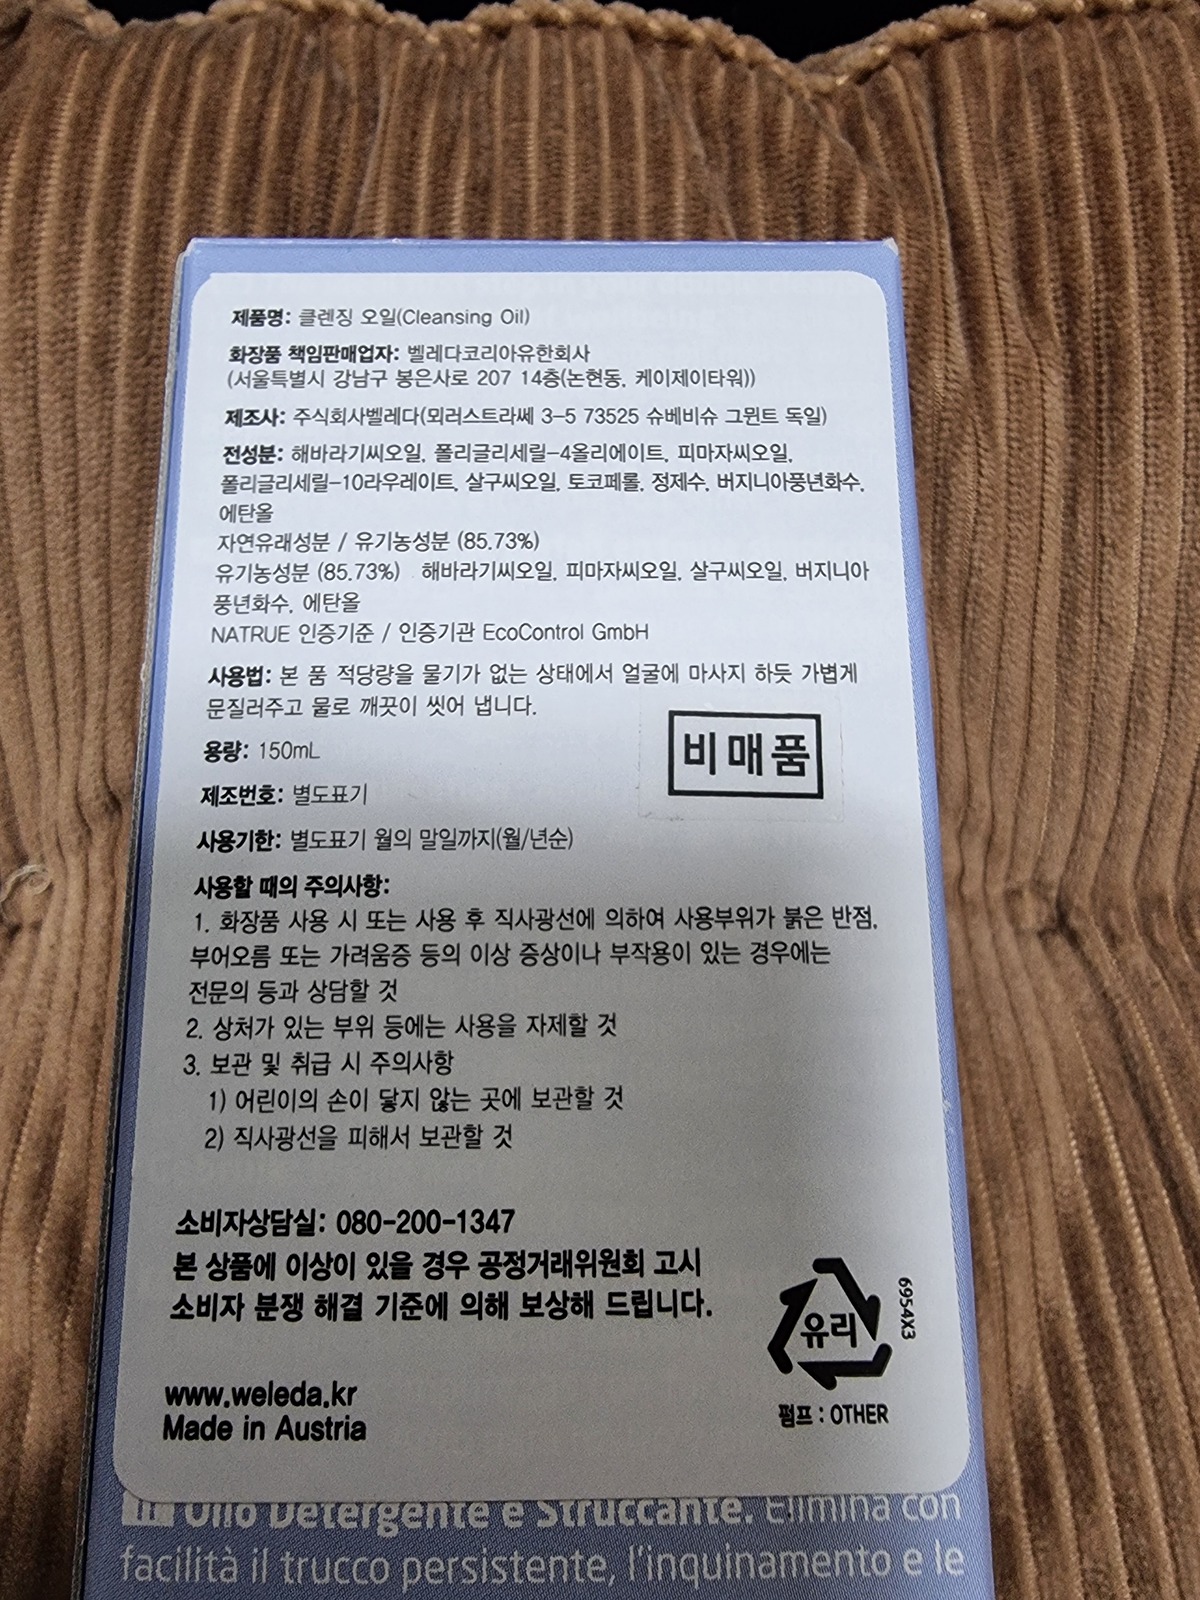 제품명: 클렌징 오일(Cleansing Oil)
화장품 책임판매업자: 벨레다코리아유한회사
(서울특별시 강남구 봉은사로 207 14층(논현동, 케이제이타워))
제조사: 주식회사벨레다(뫼러스트라쎄 3-5 73525 슈베비슈 그뮌트 독일)
전성분: 해바라기씨오일, 폴리글리세릴-4올리에이트, 피마자씨오일,
폴리글리세릴-10라우레이트, 살구씨오일, 토코페롤, 정제수, 버지니아풍년화수,
에탄올
자연유래성분 / 유기농성분 (85.73%)
유기농성분 (85.73%) 해바라기씨오일, 피마자씨오일, 살구씨오일, 버지니아
풍년화수, 에탄올
NATRUE 인증기준 / 인증기관 EcoControl GmbH
사용법: 본 품 적당량을 물기가 없는 상태에서 얼굴에 마사지 하듯 가볍게
문질러주고 물로 깨끗이 씻어 냅니다.
용량: 150mL
비매품
제조번호: 별도표기
사용기한: 별도표기 월의 말일까지(월/년순)
사용할 때의 주의사항:
1. 화장품 사용 시 또는 사용 후 직사광선에 의하여 사용부위가 붉은 반점,
부어오름 또는 가려움증 등의 이상 증상이나 부작용이 있는 경우에는
전문의 등과 상담할 것
2. 상처가 있는 부위 등에는 사용을 자제할 것
3. 보관 및 취급 시 주의사항
1) 어린이의 손이 닿지 않는 곳에 보관할 것
2) 직사광선을 피해서 보관할 것
소비자상담실: 080-200-1347
본 상품에 이상이 있을 경우 공정거래위원회 고시
소비자 분쟁 해결 기준에 의해 보상해 드립니다.
유리
6954X3
펌프 : OTHER
www.weleda.kr
Made in Austria
Olio Detergente e Struccante. Elimina con
facilità il trucco persistente, l'inquinamento e le